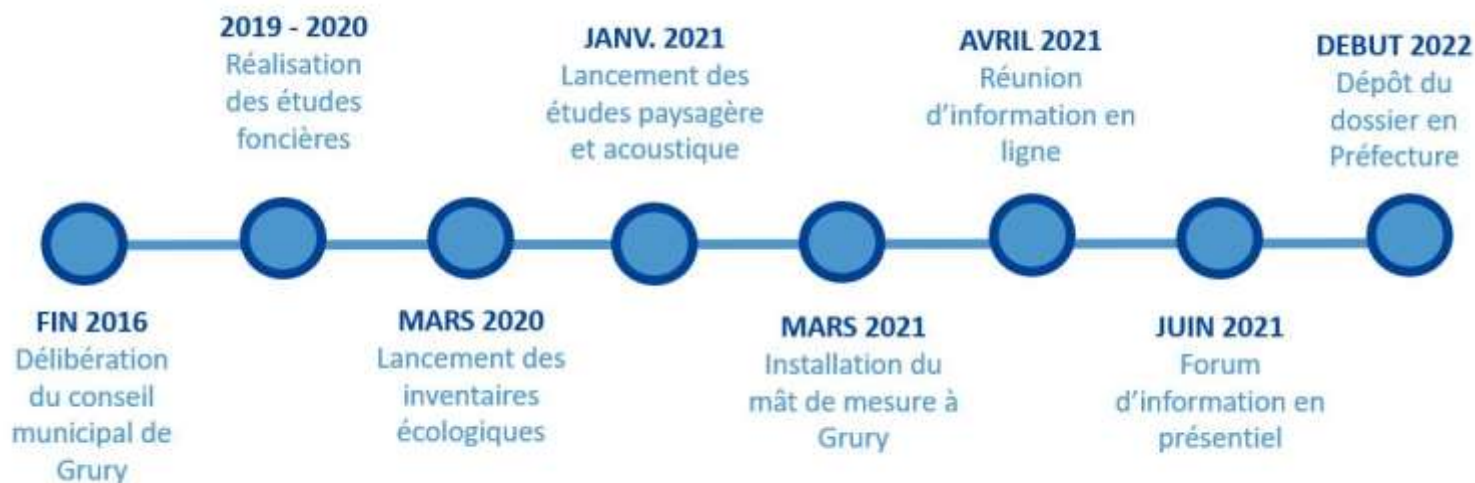 2019 - 2020
Réalisation
des études
foncières
JANV. 2021
Lancement des
études paysagère
et acoustique
AVRIL 2021
Réunion
d'information en
ligne
DEBUT 2022
Dépôt du
dossier en
Préfecture
FIN 2016
Délibération
du conseil
municipal de
Grury
MARS 2020
Lancement des
inventaires
écologiques
MARS 2021
Installation du
mât de mesure à
Grury
JUIN 2021
Forum
d'information en
présentiel